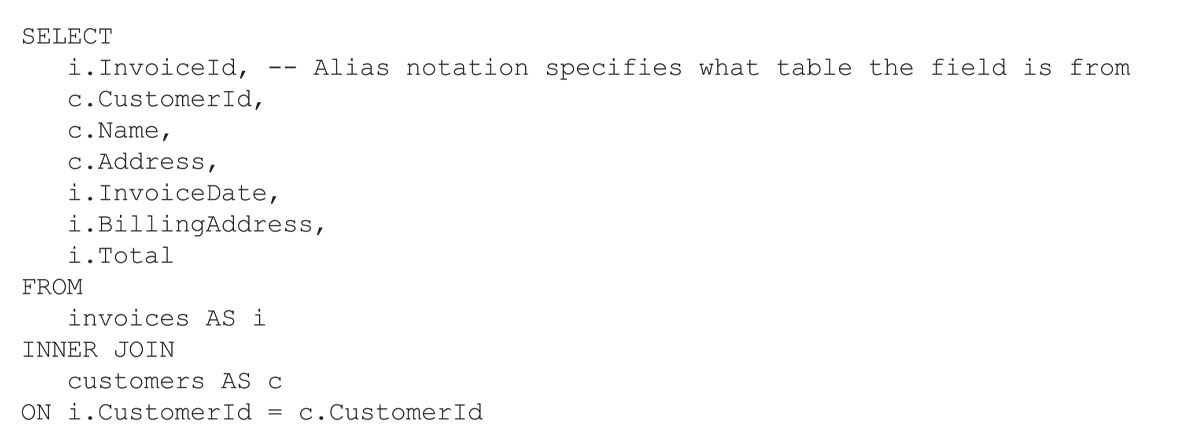 SELECT
i.InvoiceId, -- Alias notation specifies what table the field is from
c.CustomerId,
c.Name,
c.Address,
i.InvoiceDate,
i.BillingAddress,
i.Total
FROM
invoices AS i
INNER JOIN
customers AS c
ON i.CustomerId = c.CustomerId